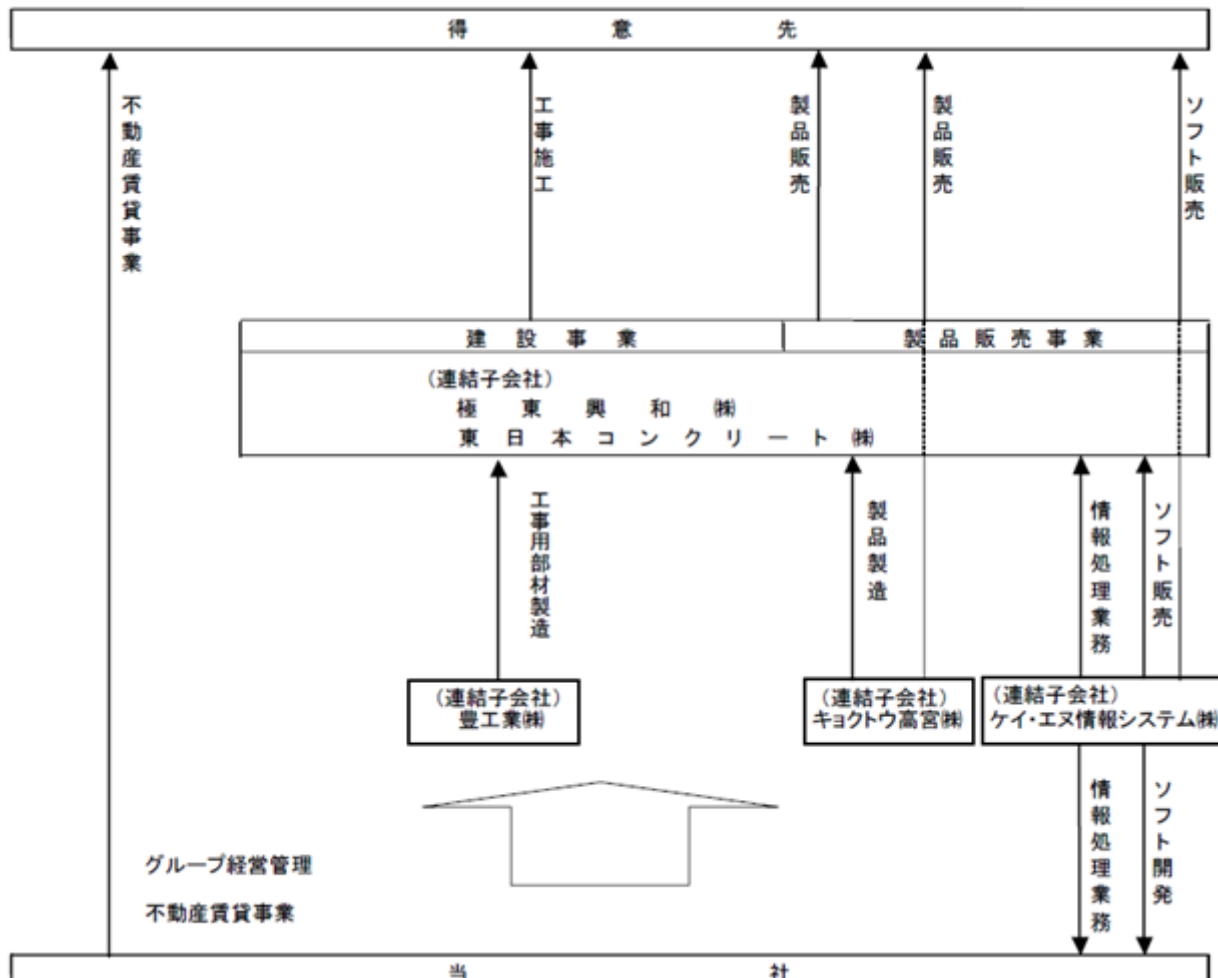 得意先
不動産賃貸事業
工事施工
製品販売
製品販売
ソフト販売
建設事業
製品販売事業
(連結子会社)
極東興和㈱
東日本コンクリート㈱
工事用部材製造
製品製造
情報処理業務
ソフト販売
(連結子会社)
豊工業㈱
(連結子会社)
キョクトウ高宮㈱
(連結子会社)
ケイ・エヌ情報システム㈱
情報処理業務
ソフト開発
グループ経営管理
不動産賃貸事業
当社